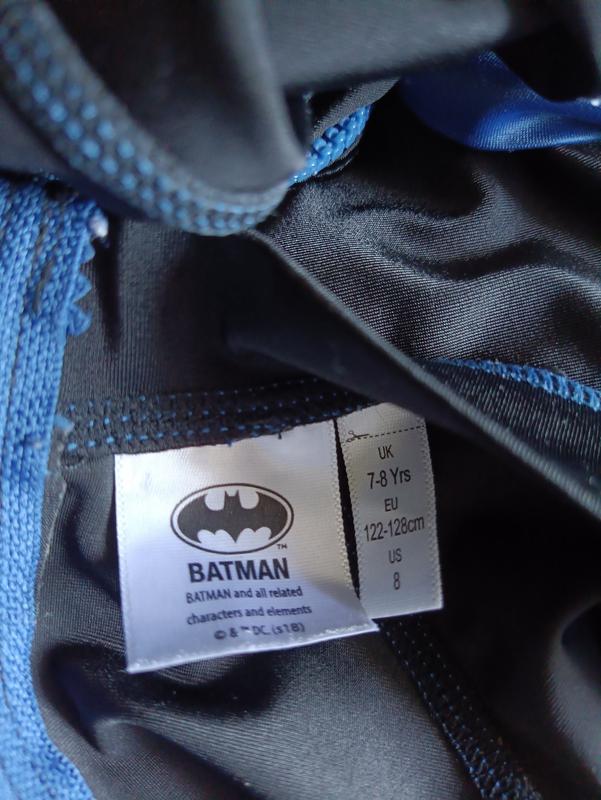 BATMAN
BATMAN and all related
characters and elements
© & ™ DC. (s18)
TM
UK
7-8 Yrs
EU
122-128cm
US
8